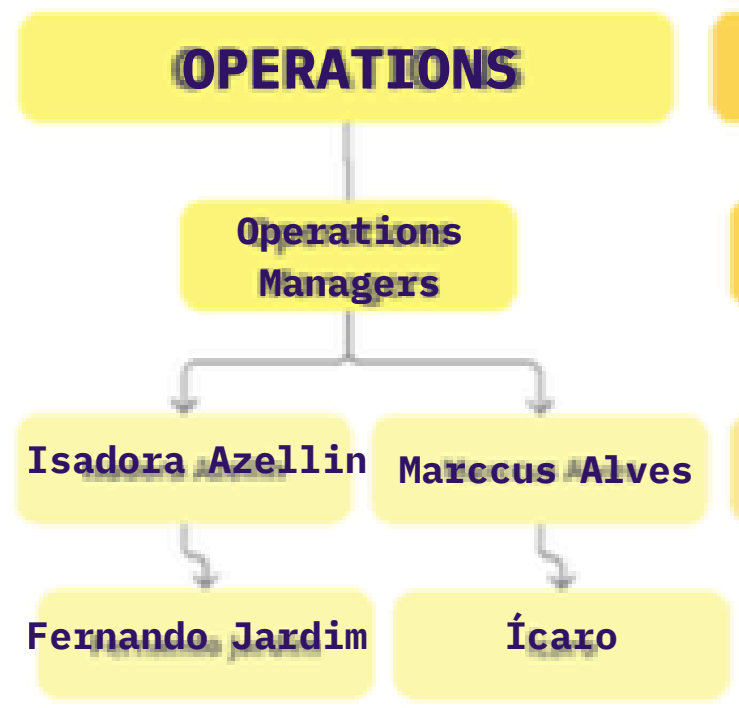 OPERATIONS
Operations
Managers
Isadora Azellin
Marccus Alves
Fernando Jardim
Ícaro